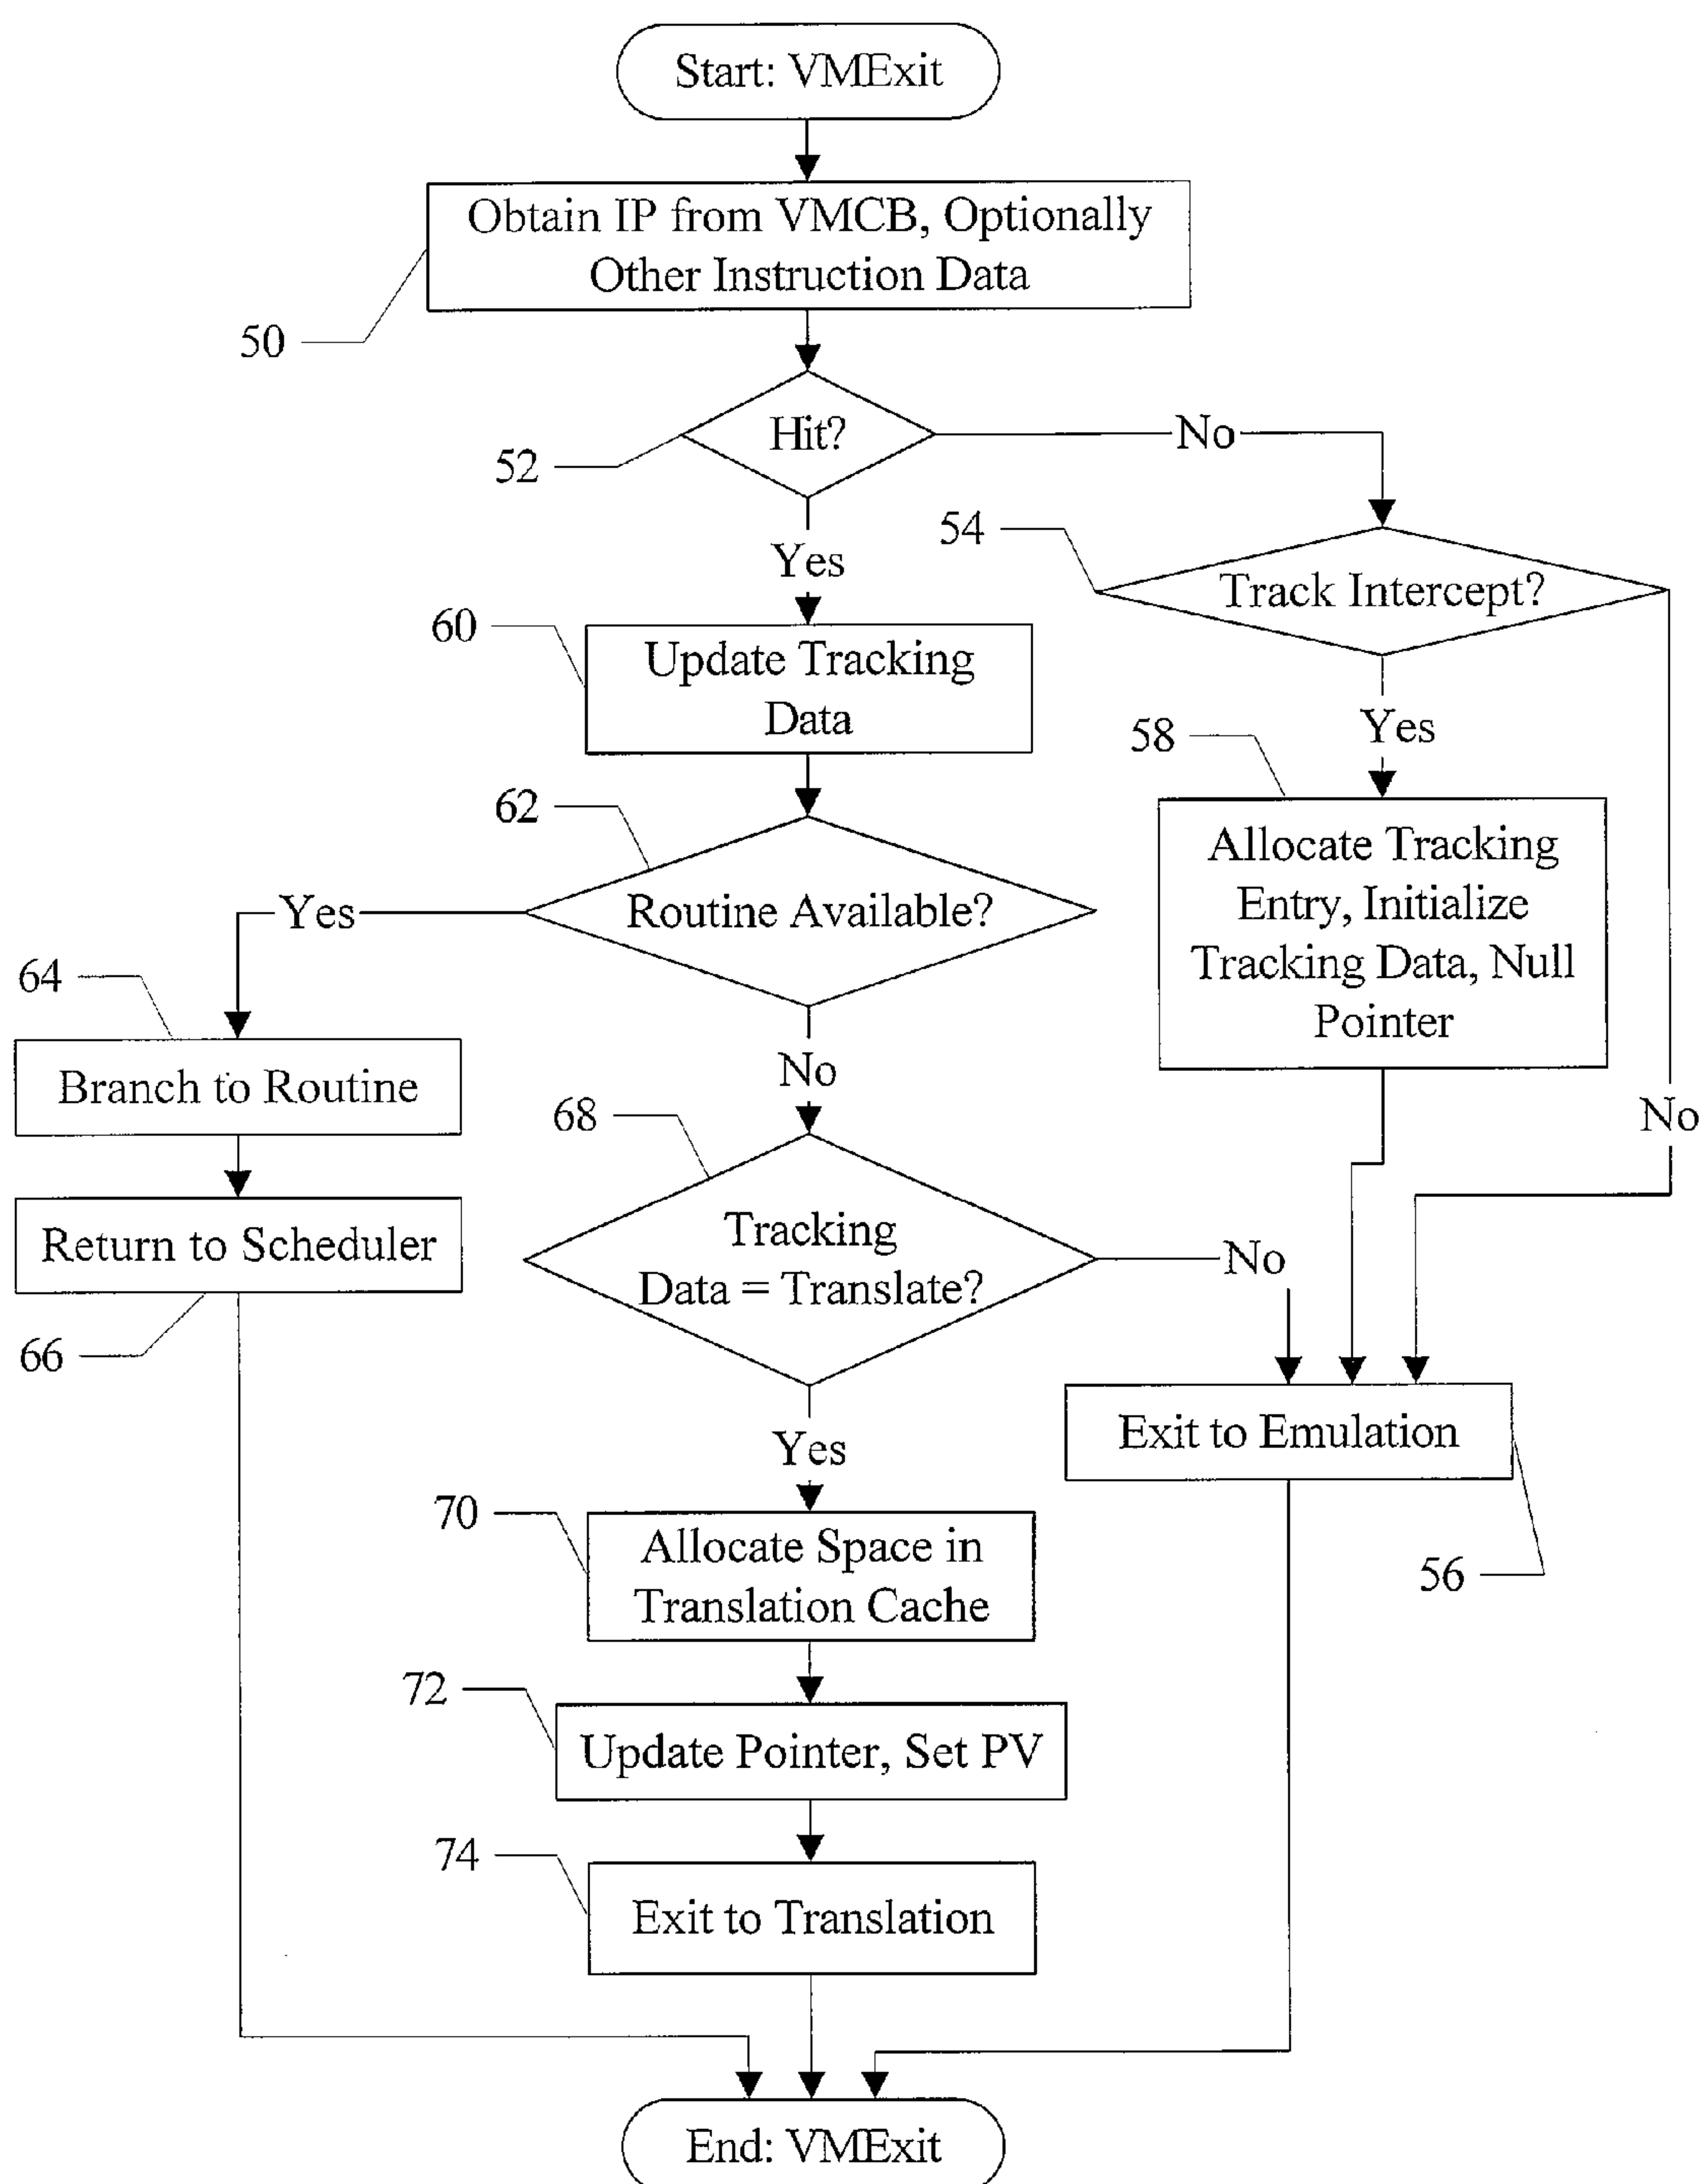 Start: VMExit
Obtain IP from VMCB, Optionally
Other Instruction Data
50
Hit?
No
52
54
Yes
Track Intercept?
60
Update Tracking
Data
58
Yes
62
Allocate Tracking
Entry, Initialize
Tracking Data, Null
Pointer
Yes
Routine Available?
64
No
No
Branch to Routine
68
Return to Scheduler
Tracking
Data = Translate?
No
66
Yes
Exit to Emulation
70
Allocate Space in
Translation Cache
56
72
Update Pointer, Set PV
74
Exit to Translation
End: VMExit